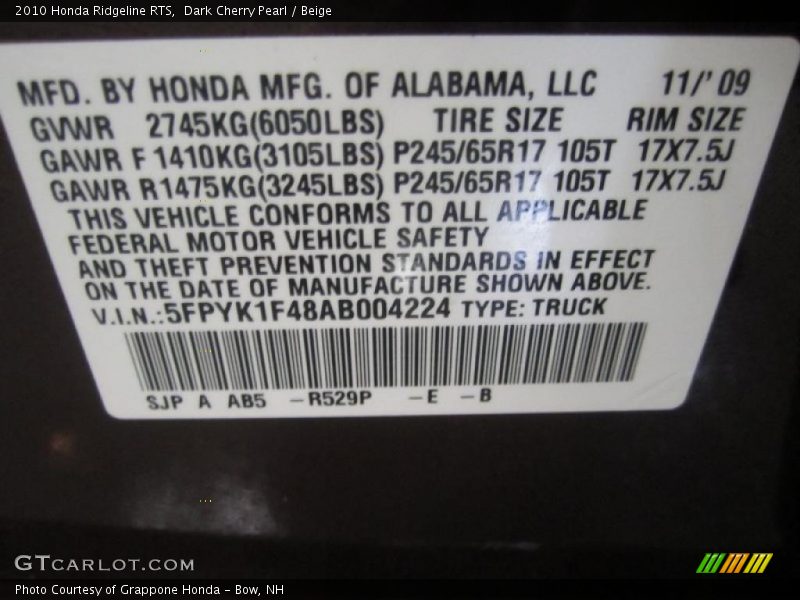 2010 Honda Ridgeline RTS,  Dark Cherry Pearl / Beige
MFD. BY HONDA MFG. OF ALABAMA, LLC 11/'09
GVWR 2745KG(6050LBS) TIRE SIZE RIM SIZE
GAWR F 1410KG(3105LBS) P245/65R17 105T 17X7.5J
GAWR R1475KG(3245LBS) P245/65R17 105T 17X7.5J
THIS VEHICLE CONFORMS TO ALL APPLICABLE
FEDERAL MOTOR VEHICLE SAFETY
AND THEFT PREVENTION STANDARDS IN EFFECT
ON THE DATE OF MANUFACTURE SHOWN ABOVE.
V.I.N.:5FPYK1F48AB004224 TYPE: TRUCK
SJP A AB5 -R529P -E -B
GTCARLOT.COM
Photo Courtesy of Grappone Honda - Bow, NH